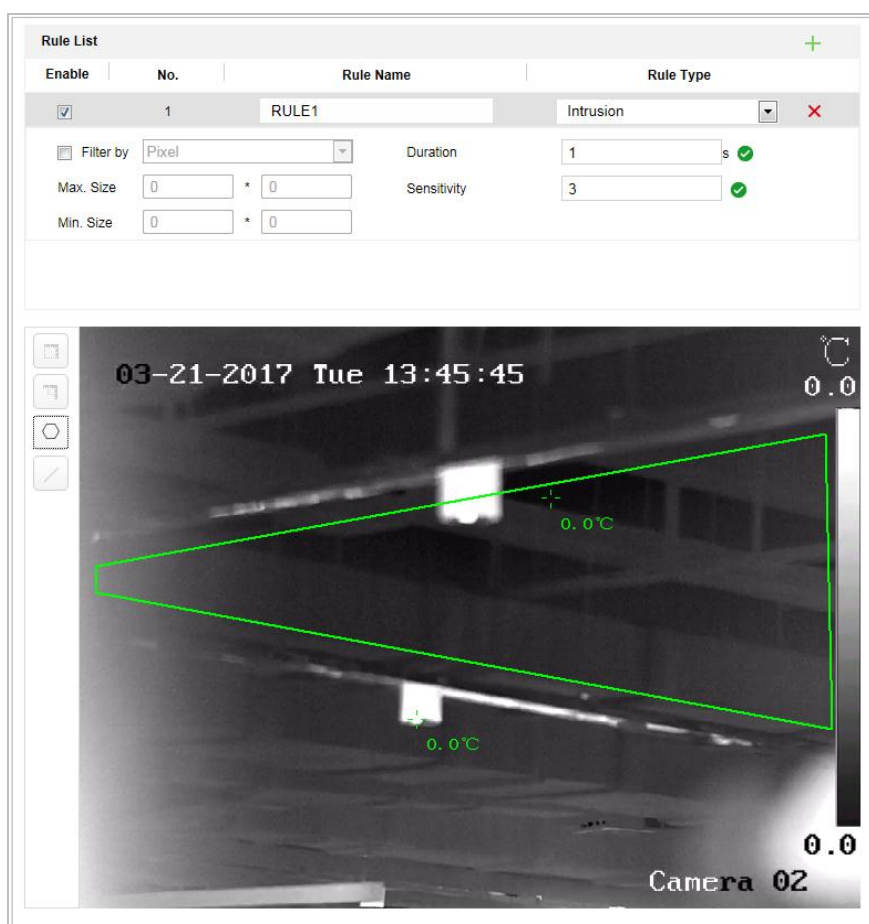 Rule List
Enable No. Rule Name Rule Type
1 RULE1 Intrusion
Filter by Pixel Duration 1 s
Max. Size 0 * 0 Sensitivity 3
Min. Size 0 * 0
03-21-2017 Tue 13:45:45
℃
0.0
0.0℃
0.0℃
0.0
Camera 02